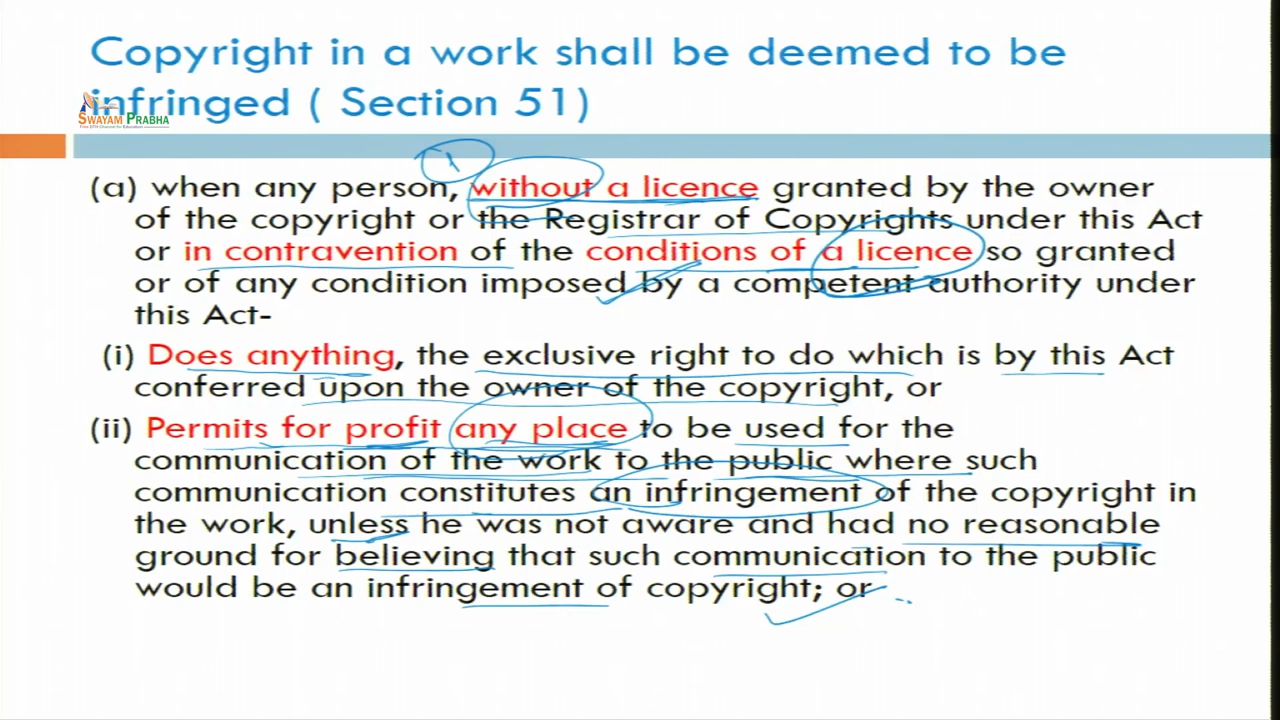 Copyright in a work shall be deemed to be
infringed ( Section 51)
SWAYAM PRABHA
Free DTH Channel for Education
1
(a) when any person, without a licence granted by the owner
of the copyright or the Registrar of Copyrights under this Act
or in contravention of the conditions of a licence so granted
or of any condition imposed by a competent authority under
this Act-
(i) Does anything, the exclusive right to do which is by this Act
conferred upon the owner of the copyright, or
(ii) Permits for profit any place to be used for the
communication of the work to the public where such
communication constitutes an infringement of the copyright in
the work, unless he was not aware and had no reasonable
ground for believing that such communication to the public
would be an infringement of copyright; or